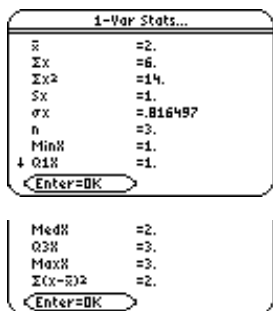 1-Var Stats...
x̄ =2.
Σx =6.
Σx² =14.
Sx =1.
σx =.816497
n =3.
MinX =1.
↓ Q1X =1.
Enter=OK
MedX =2.
Q3X =3.
MaxX =3.
Σ(x-x̄)² =2.
Enter=OK